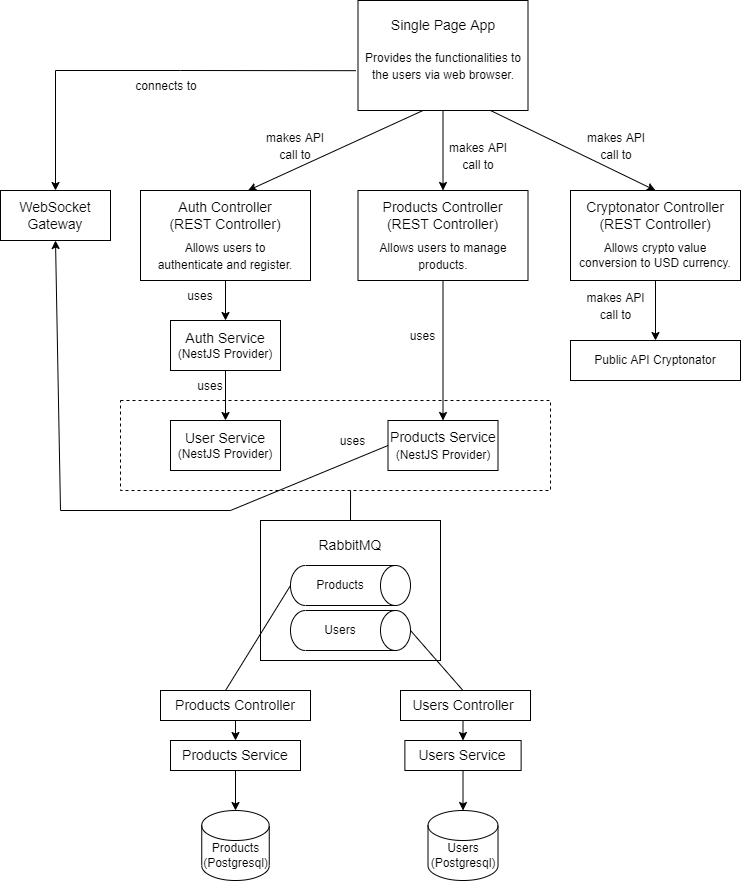 Single Page App
Provides the functionalities to
the users via web browser.
connects to
makes API
call to
makes API
call to
makes API
call to
WebSocket
Gateway
Auth Controller
(REST Controller)
Allows users to
authenticate and register.
Products Controller
(REST Controller)
Allows users to manage
products.
Cryptonator Controller
(REST Controller)
Allows crypto value
conversion to USD currency.
uses
makes API
call to
Auth Service
(NestJS Provider)
uses
Public API Cryptonator
uses
User Service
(NestJS Provider)
uses
Products Service
(NestJS Provider)
RabbitMQ
Products
Users
Products Controller
Users Controller
Products Service
Users Service
Products
(Postgresql)
Users
(Postgresql)